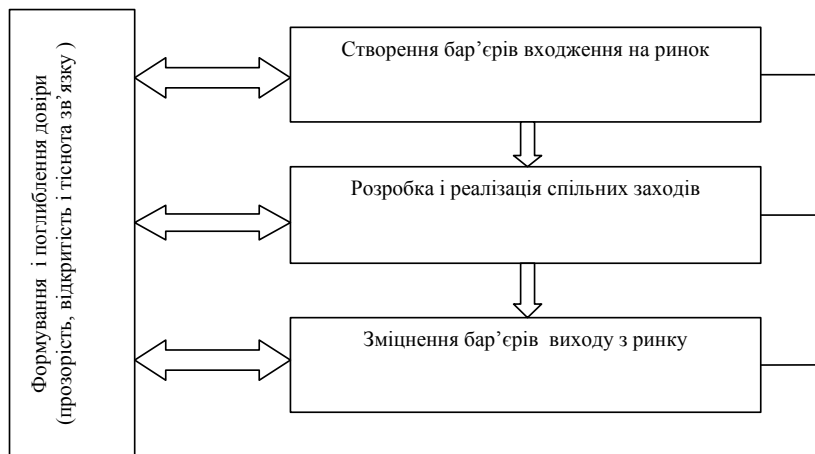 Формування і поглиблення довіри
(прозорість, відкритість і тіснота зв’язку )
Створення бар’єрів входження на ринок
Розробка і реалізація спільних заходів
Зміцнення бар’єрів виходу з ринку